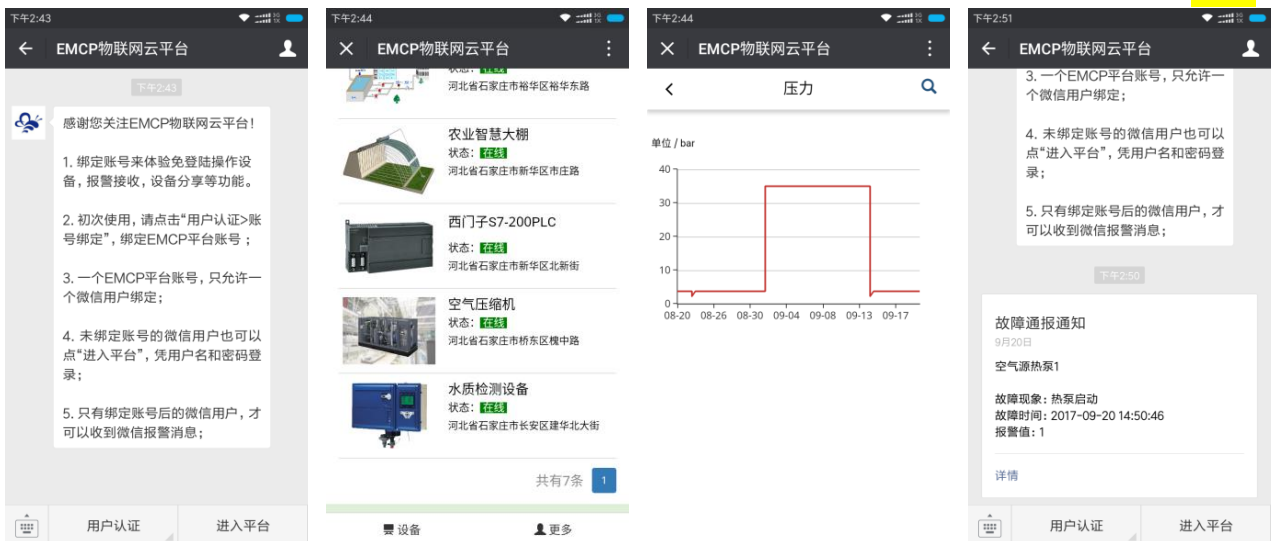 下午2:43
EMCP物联网云平台
下午2:43
感谢您关注EMCP物联网云平台！
1. 绑定账号来体验免登陆操作设
备，报警接收，设备分享等功能。
2. 初次使用，请点击“用户认证>账
号绑定”，绑定EMCP平台账号；
3. 一个EMCP平台账号，只允许一
个微信用户绑定；
4. 未绑定账号的微信用户也可以
点“进入平台”，凭用户名和密码登
录；
5. 只有绑定账号后的微信用户，才
可以收到微信报警消息；
用户认证
进入平台
下午2:44
EMCP物联网云平台
状态：在线
河北省石家庄市裕华区裕华东路
农业智慧大棚
状态：在线
河北省石家庄市新华区市庄路
西门子S7-200PLC
状态：在线
河北省石家庄市新华区北新街
空气压缩机
状态：在线
河北省石家庄市桥东区槐中路
水质检测设备
状态：在线
河北省石家庄市长安区建华北大街
共有7条 1
设备
更多
下午2:44
EMCP物联网云平台
压力
单位 / bar
40
30
20
10
0
08-20 08-26 08-30 09-04 09-08 09-13 09-17
下午2:51
EMCP物联网云平台
3. 一个EMCP平台账号，只允许一
个微信用户绑定；
4. 未绑定账号的微信用户也可以
点“进入平台”，凭用户名和密码登
录；
5. 只有绑定账号后的微信用户，才
可以收到微信报警消息；
下午2:50
故障通报通知
9月20日
空气源热泵1
故障现象：热泵启动
故障时间：2017-09-20 14:50:46
报警值：1
详情
用户认证
进入平台